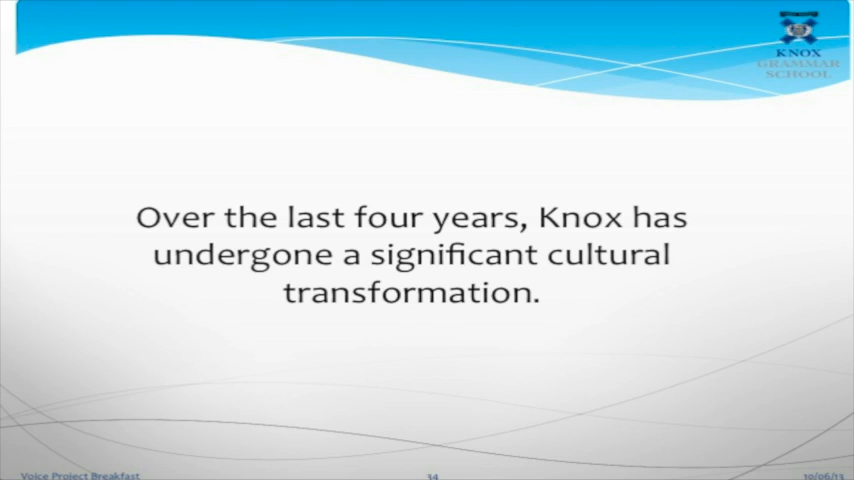 KNOX
GRAMMAR
SCHOOL
Over the last four years, Knox has
undergone a significant cultural
transformation.
Voice Project Breakfast
34
10/06/13